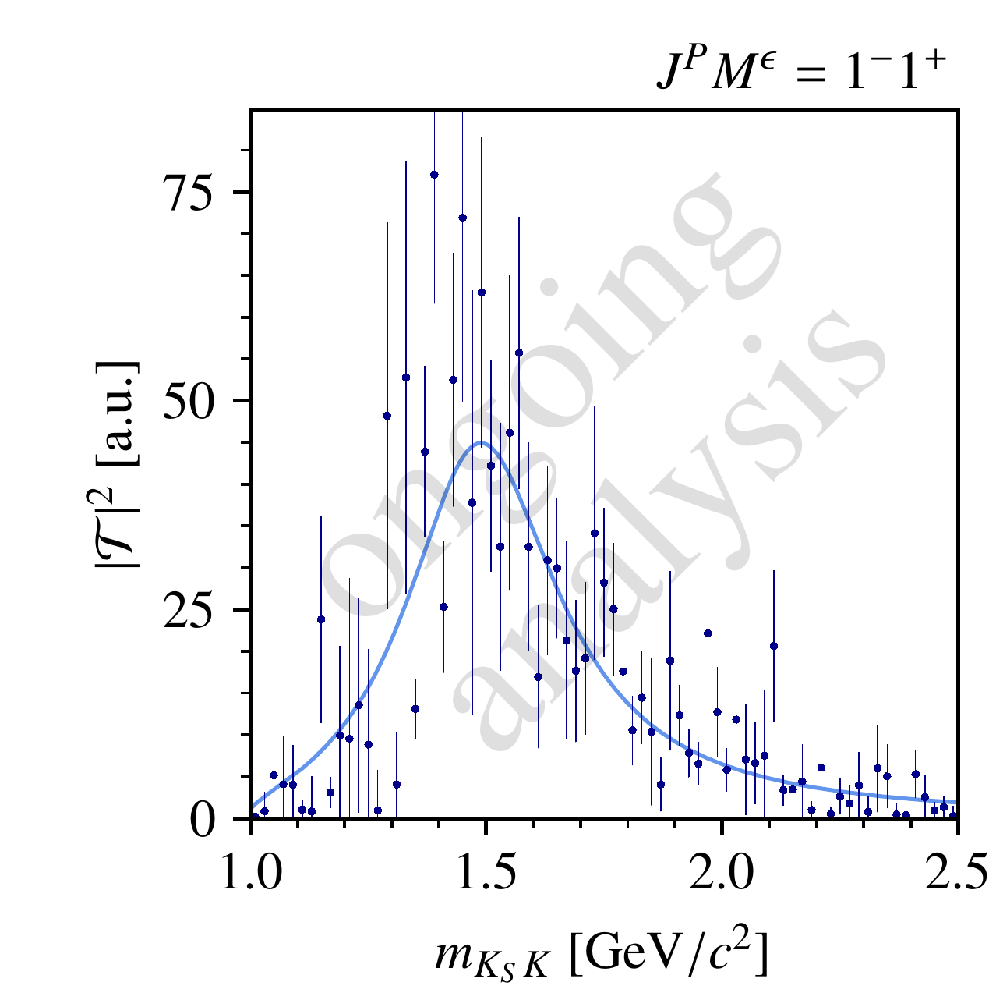 J^P M^ϵ = 1^- 1^+
75
50
25
0
|𝒯|² [a.u.]
ongoing
analysis
1.0 1.5 2.0 2.5
m_{K_S K} [GeV/c²]